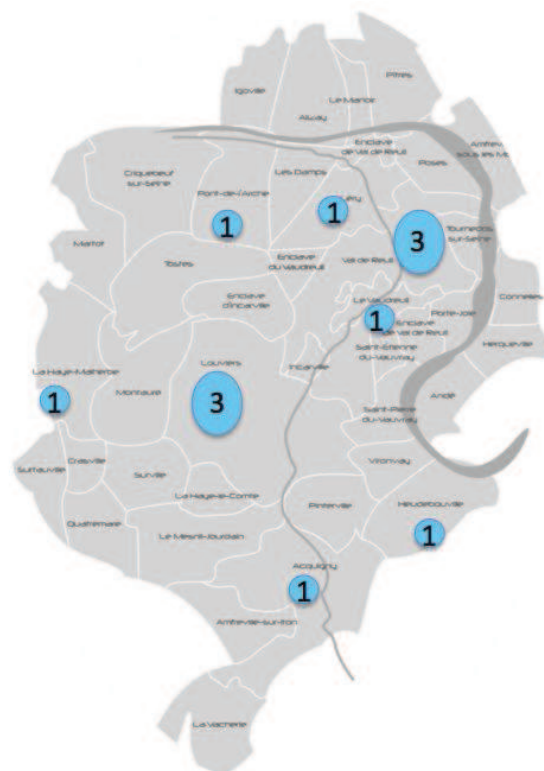 Pîtres
Igoville
Le Manoir
Alizay
Enclave
de Val de Reuil
Amfrev
sous les M
Poses
Les Damps
Criquebeuf
sur-Seine
Pont-de-l'Arche
Léry
1
1
3
Tournedos
sur-Seine
Martot
Tostes
Enclave
du Vaudreuil
Val de Reuil
Enclave
d'Incarville
Le Vaudreuil
1
Enclave
de Val de Reuil
Porte-Joie
Connelles
Saint-Étienne
du-Vauvray
Herqueville
La Haye-Malherbe
1
Montaure
Louviers
3
Incarville
Andé
Saint-Pierre
du-Vauvray
Crasville
Surtauville
Surville
Vironvay
La Haye-le-Comte
Pinterville
Heudebouville
1
Quatremare
Le Mesnil-Jourdain
Acquigny
1
Amfreville-sur-Iton
La Vacherie